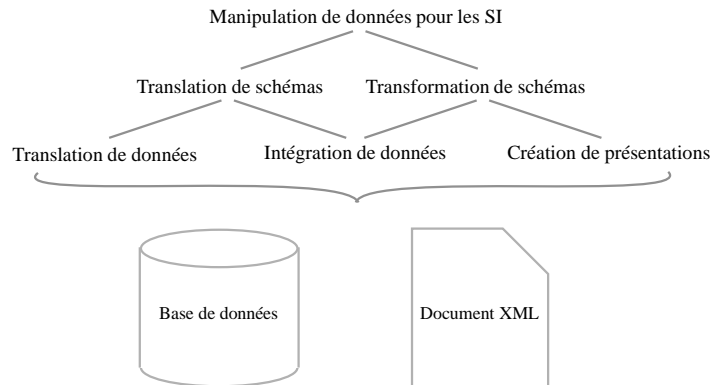 Manipulation de données pour les SI
Translation de schémas
Transformation de schémas
Translation de données
Intégration de données
Création de présentations
Base de données
Document XML